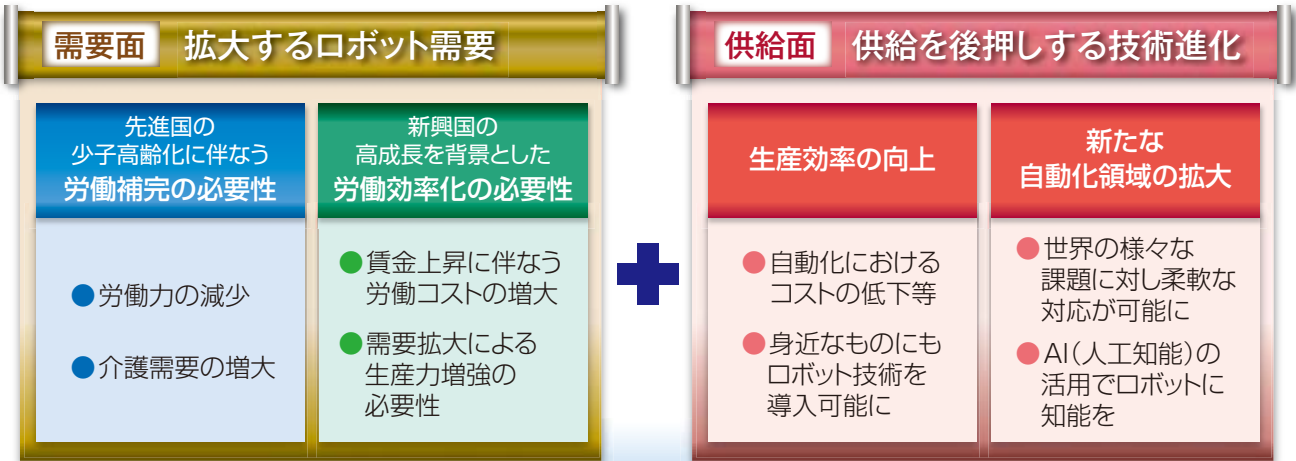 需要面 拡大するロボット需要
先進国の
少子高齢化に伴なう
労働補完の必要性
●労働力の減少
●介護需要の増大
新興国の
高成長を背景とした
労働効率化の必要性
●賃金上昇に伴なう
労働コストの増大
●需要拡大による
生産力増強の
必要性
供給面 供給を後押しする技術進化
生産効率の向上
●自動化における
コストの低下等
●身近なものにも
ロボット技術を
導入可能に
新たな
自動化領域の拡大
●世界の様々な
課題に対し柔軟な
対応が可能に
●AI(人工知能)の
活用でロボットに
知能を